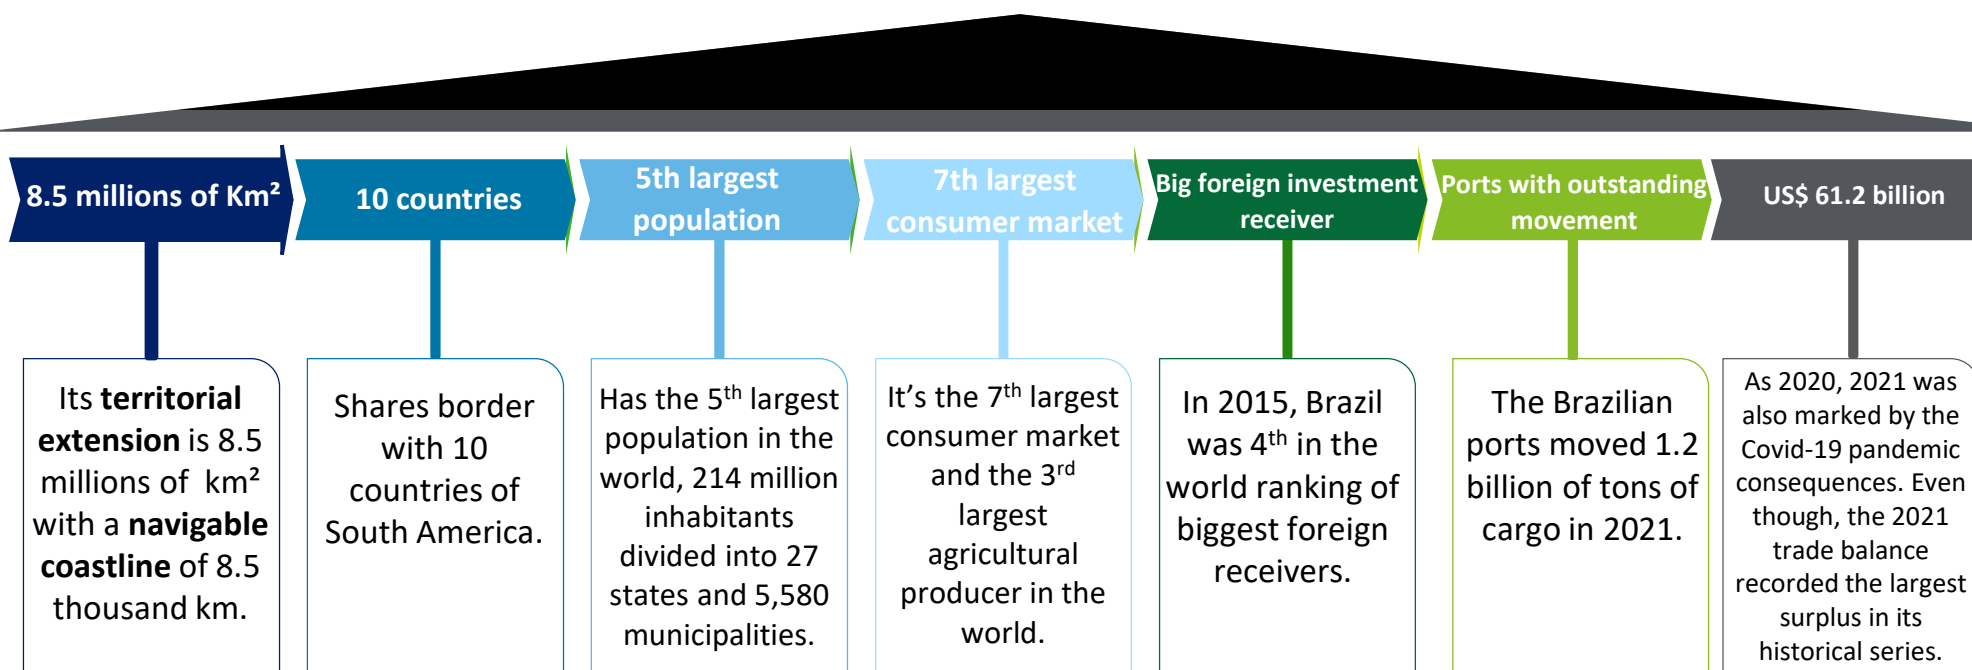 8.5 millions of Km²
10 countries
5th largest
population
7th largest
consumer market
Big foreign investment
receiver
Ports with outstanding
movement
US$ 61.2 billion
Its territorial
extension is 8.5
millions of km²
with a navigable
coastline of 8.5
thousand km.
Shares border
with 10
countries of
South America.
Has the 5th largest
population in the
world, 214 million
inhabitants
divided into 27
states and 5,580
municipalities.
It’s the 7th largest
consumer market
and the 3rd
largest
agricultural
producer in the
world.
In 2015, Brazil
was 4th in the
world ranking of
biggest foreign
receivers.
The Brazilian
ports moved 1.2
billion of tons of
cargo in 2021.
As 2020, 2021 was
also marked by the
Covid-19 pandemic
consequences. Even
though, the 2021
trade balance
recorded the largest
surplus in its
historical series.